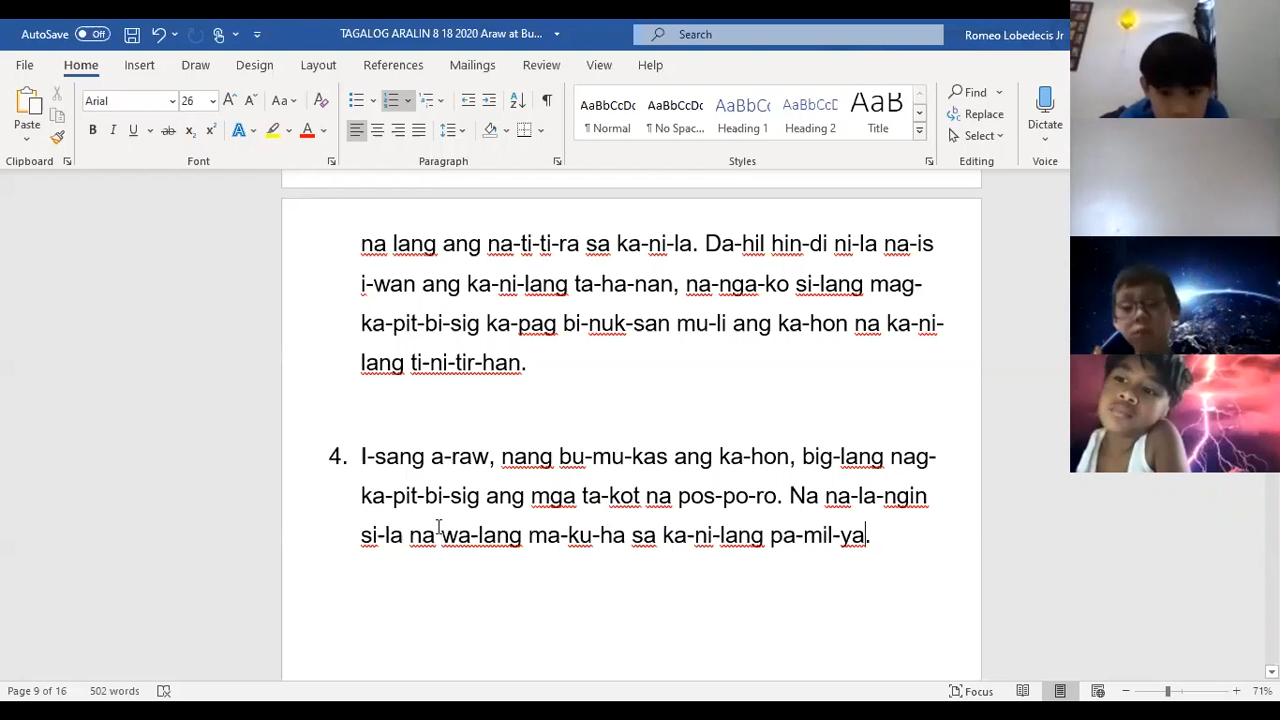 AutoSave Off
TAGALOG ARALIN 8 18 2020 Araw at Bu...
Search
Romeo Lobedecis Jr
File Home Insert Draw Design Layout References Mailings Review View Help
Paste
Clipboard
Arial 26
Font
Paragraph
AaBbCcDc AaBbCcDc AaBbCcD AaBbCcD AaB
¶ Normal ¶ No Spac... Heading 1 Heading 2 Title
Styles
Find
Replace
Select
Editing
Dictate
Voice
na lang ang na-ti-ti-ra sa ka-ni-la. Da-hil hin-di ni-la na-is
i-wan ang ka-ni-lang ta-ha-nan, na-nga-ko si-lang mag-
ka-pit-bi-sig ka-pag bi-nuk-san mu-li ang ka-hon na ka-ni-
lang ti-ni-tir-han.
4. I-sang a-raw, nang bu-mu-kas ang ka-hon, big-lang nag-
ka-pit-bi-sig ang mga ta-kot na pos-po-ro. Na na-la-ngin
si-la na wa-lang ma-ku-ha sa ka-ni-lang pa-mil-ya.
Page 9 of 16 502 words Focus 71%